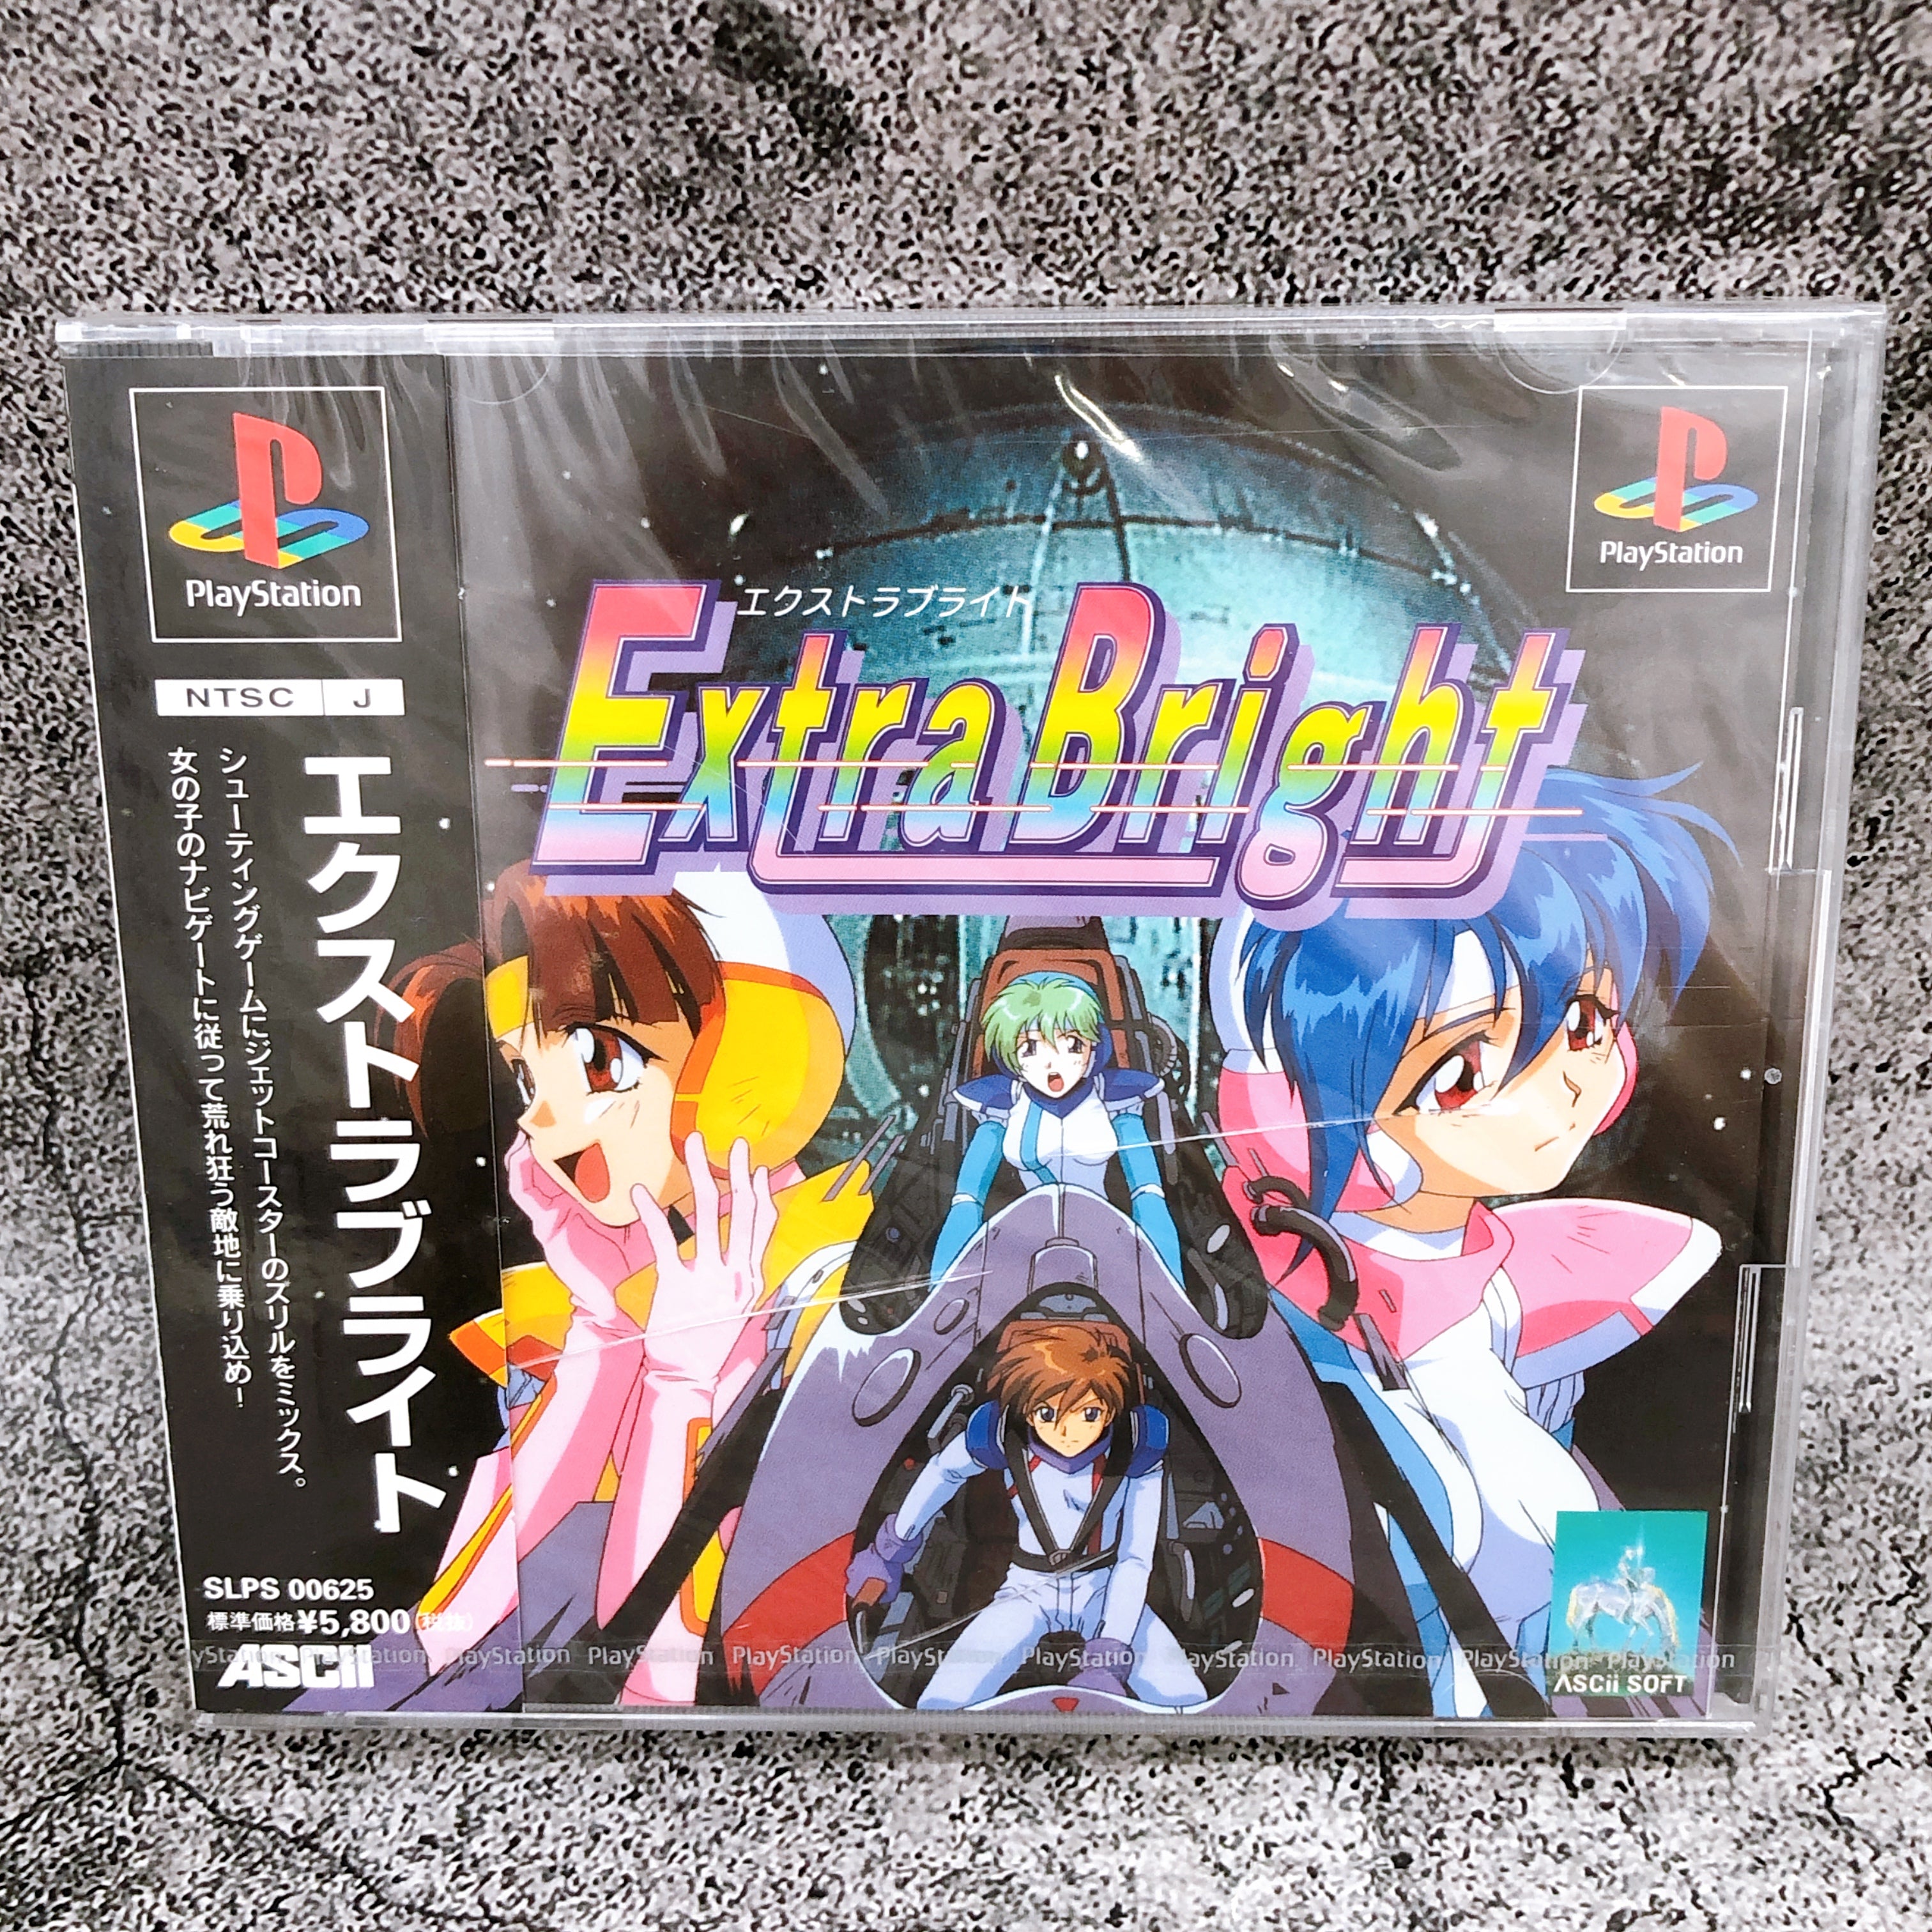 PlayStation
NTSC J
エクストラブライト
シューティングゲームにジェットコースターのスリルをミックス。
女の子のナビゲートに従って荒れ狂う敵地に乗り込め!
SLPS 00625
標準価格¥5,800(税抜)
ASCII
エクストラブライト
Extra Bright
PlayStation
ASCII SOFT
PlayStation PlayStation PlayStation PlayStation PlayStation PlayStation PlayStation PlayStation PlayStation PlayStation PlayStation